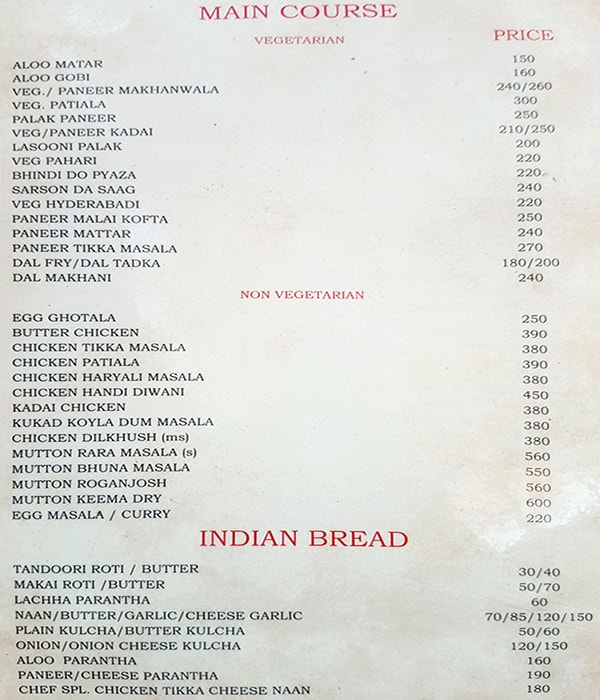 MAIN COURSE
VEGETARIAN PRICE
ALOO MATAR 150
ALOO GOBI 160
VEG./ PANEER MAKHANWALA 240/260
VEG. PATIALA 300
PALAK PANEER 250
VEG/PANEER KADAI 210/250
LASOONI PALAK 200
VEG PAHARI 220
BHINDI DO PYAZA 220
SARSON DA SAAG 240
VEG HYDERABADI 220
PANEER MALAI KOFTA 250
PANEER MATTAR 240
PANEER TIKKA MASALA 270
DAL FRY/DAL TADKA 180/200
DAL MAKHANI 240
NON VEGETARIAN
EGG GHOTALA 250
BUTTER CHICKEN 390
CHICKEN TIKKA MASALA 380
CHICKEN PATIALA 390
CHICKEN HARYALI MASALA 380
CHICKEN HANDI DIWANI 450
KADAI CHICKEN 380
KUKAD KOYLA DUM MASALA 380
CHICKEN DILKHUSH (ms) 380
MUTTON RARA MASALA (s) 560
MUTTON BHUNA MASALA 550
MUTTON ROGANJOSH 560
MUTTON KEEMA DRY 600
EGG MASALA / CURRY 220
INDIAN BREAD
TANDOORI ROTI / BUTTER 30/40
MAKAI ROTI /BUTTER 50/70
LACHHA PARANTHA 60
NAAN/BUTTER/GARLIC/CHEESE GARLIC 70/85/120/150
PLAIN KULCHA/BUTTER KULCHA 50/60
ONION/ONION CHEESE KULCHA 120/150
ALOO PARANTHA 160
PANEER/CHEESE PARANTHA 190
CHEF SPL. CHICKEN TIKKA CHEESE NAAN 180